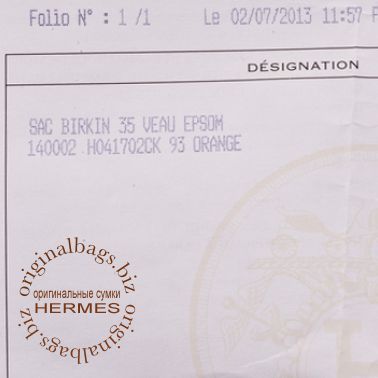 Folio N° : 1 /1 Le 02/07/2013 11:57
DÉSIGNATION
SAC BIRKIN 35 VEAU EPSOM
140002 H041702CK 93 ORANGE
originalbags.biz
оригинальные сумки
HERMES
originalbags.biz